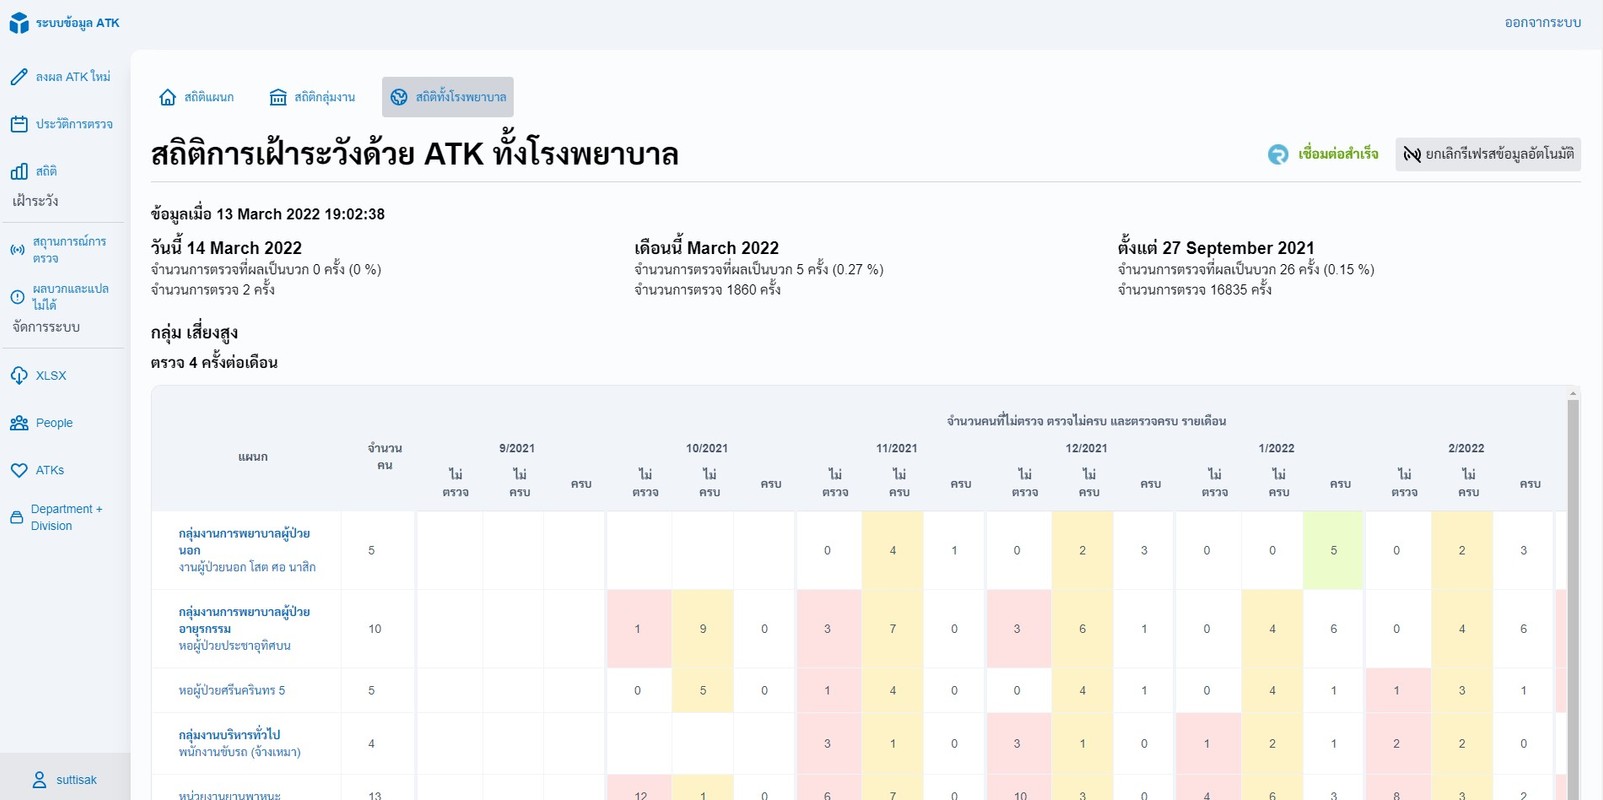 ระบบข้อมูล ATK
ออกจากระบบ
ลงผล ATK ใหม่
ประวัติการตรวจ
สถิติ
เฝ้าระวัง
สถานการณ์การ
ตรวจ
ผลบวกและแปล
ไม่ได้
จัดการระบบ
XLSX
People
ATKs
Department +
Division
suttisak
สถิติแผนก
สถิติกลุ่มงาน
สถิติทั้งโรงพยาบาล
สถิติการเฝ้าระวังด้วย ATK ทั้งโรงพยาบาล
เชื่อมต่อสำเร็จ
ยกเลิกรีเฟรสข้อมูลอัตโนมัติ
ข้อมูลเมื่อ 13 March 2022 19:02:38
วันนี้ 14 March 2022
จำนวนการตรวจที่ผลเป็นบวก 0 ครั้ง (0 %)
จำนวนการตรวจ 2 ครั้ง
เดือนนี้ March 2022
จำนวนการตรวจที่ผลเป็นบวก 5 ครั้ง (0.27 %)
จำนวนการตรวจ 1860 ครั้ง
ตั้งแต่ 27 September 2021
จำนวนการตรวจที่ผลเป็นบวก 26 ครั้ง (0.15 %)
จำนวนการตรวจ 16835 ครั้ง
กลุ่ม เสี่ยงสูง
ตรวจ 4 ครั้งต่อเดือน
จำนวนคนที่ไม่ตรวจ ตรวจไม่ครบ และตรวจครบ รายเดือน
แผนก
จำนวน
คน
9/2021 10/2021 11/2021 12/2021 1/2022 2/2022
ไม่ ไม่ ไม่ ไม่ ไม่ ไม่ ไม่ ไม่ ไม่ ไม่ ไม่ ไม่
ครบ ครบ ครบ ครบ ครบ ครบ
ตรวจ ครบ ตรวจ ครบ ตรวจ ครบ ตรวจ ครบ ตรวจ ครบ ตรวจ ครบ
กลุ่มงานการพยาบาลผู้ป่วย
นอก
งานผู้ป่วยนอก โสต ศอ นาสิก
5 0 4 1 0 2 3 0 0 5 0 2 3
กลุ่มงานการพยาบาลผู้ป่วย
อายุรกรรม
หอผู้ป่วยประชาอุทิศบน
10 1 9 0 3 7 0 3 6 1 0 4 6 0 4 6
หอผู้ป่วยศรีนครินทร 5
5 0 5 0 1 4 0 0 4 1 0 4 1 1 3 1
กลุ่มงานบริหารทั่วไป
พนักงานขับรถ (จ้างเหมา)
4 3 1 0 3 1 0 1 2 1 2 2 0
หน่วยงานยานพาหนะ
13 12 1 0 6 7 0 10 3 0 4 6 3 8 3 2